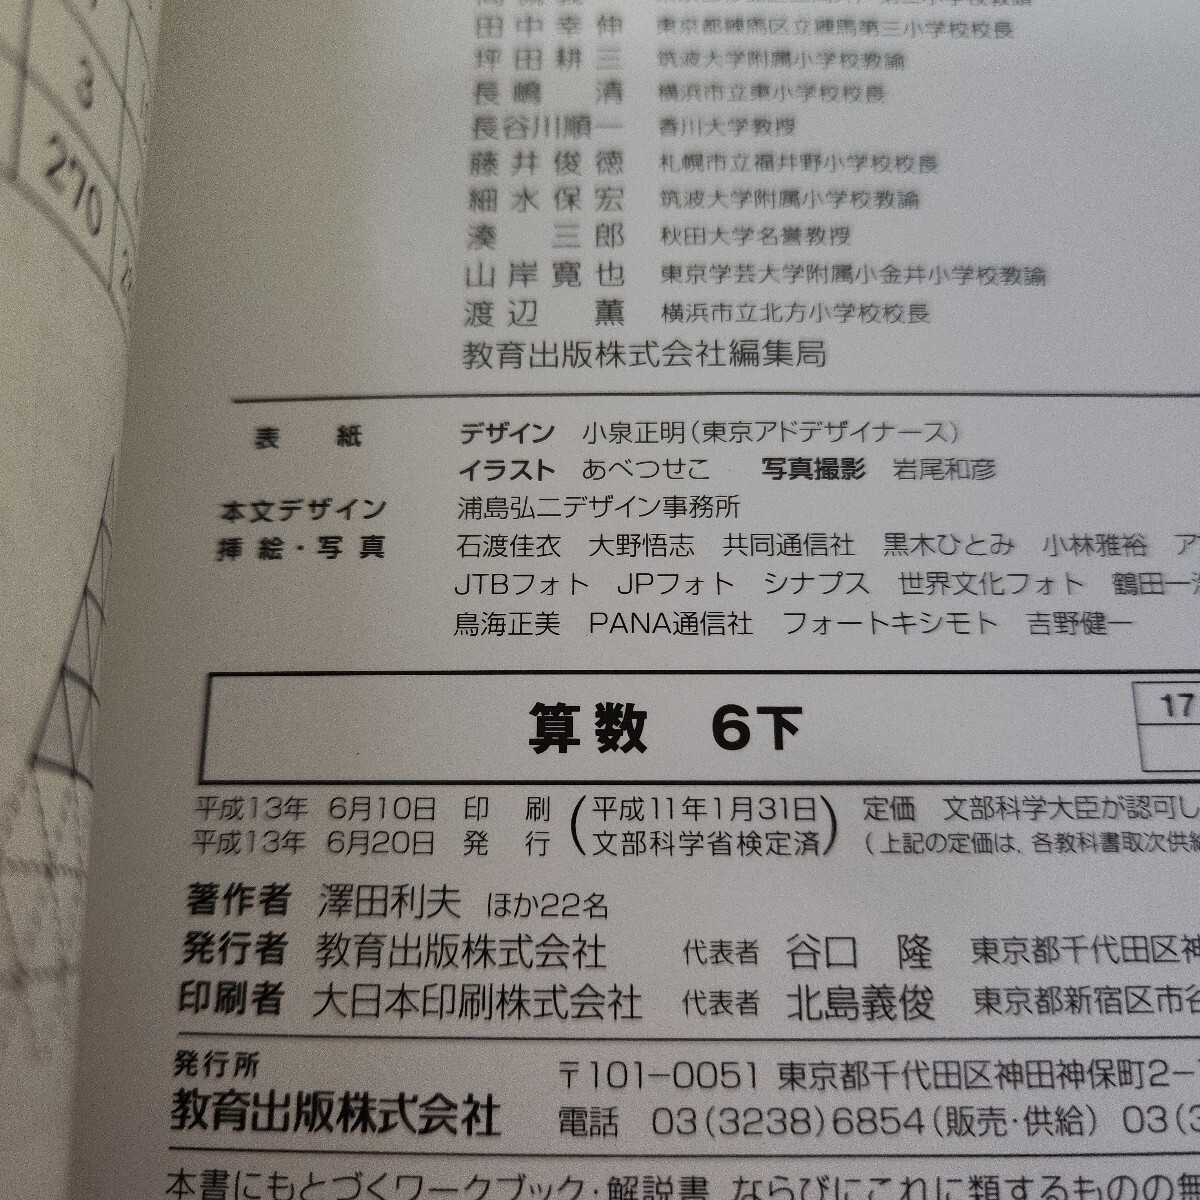 3
270
田中幸伸 東京都練馬区立練馬第三小学校校長
坪田耕三 筑波大学附属小学校教諭
長嶋 清 横浜市立東小学校校長
長谷川順一 香川大学教授
藤井俊徳 札幌市立福井野小学校校長
細水保宏 筑波大学附属小学校教諭
湊 三郎 秋田大学名誉教授
山岸寛也 東京学芸大学附属小金井小学校教諭
渡辺 薫 横浜市立北方小学校校長
教育出版株式会社編集局
表 紙 デザイン 小泉正明(東京アドデザイナース)
イラスト あべつせこ 写真撮影 岩尾和彦
本文デザイン 浦島弘二デザイン事務所
挿絵・写真 石渡佳衣 大野悟志 共同通信社 黒木ひとみ 小林雅裕 ア
JTBフォト JPフォト シナプス 世界文化フォト 鶴田一
鳥海正美 PANA通信社 フォートキシモト 吉野健一
算数 6下
17
平成13年 6月10日 印 刷 (平成11年1月31日) 定価 文部科学大臣が認可し
平成13年 6月20日 発 行 (文部科学省検定済) (上記の定価は,各教科書取次供給
著作者 澤田利夫 ほか22名
発行者 教育出版株式会社 代表者 谷口 隆 東京都千代田区神
印刷者 大日本印刷株式会社 代表者 北島義俊 東京都新宿区市谷
発行所
教育出版株式会社
〒101-0051 東京都千代田区神田神保町2-
電話 03(3238)6854(販売・供給) 03(3
本書にもとづくワークブック・解説書,ならびにこれに類するものの無